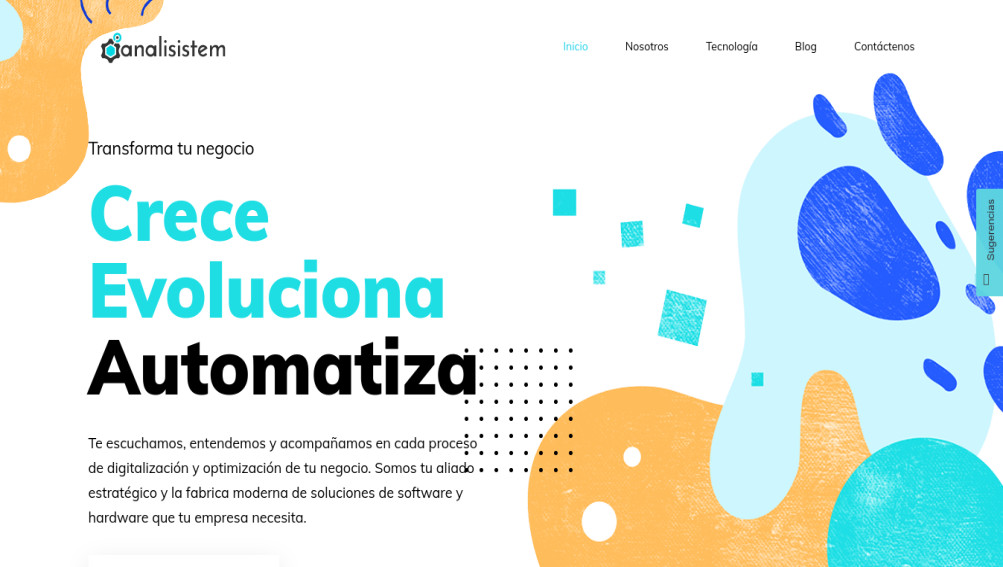 analisistem
Inicio Nosotros Tecnología Blog Contáctenos
Transforma tu negocio
Crece
Evoluciona
Automatiza
Te escuchamos, entendemos y acompañamos en cada proceso
de digitalización y optimización de tu negocio. Somos tu aliado
estratégico y la fabrica moderna de soluciones de software y
hardware que tu empresa necesita.
Sugerencias